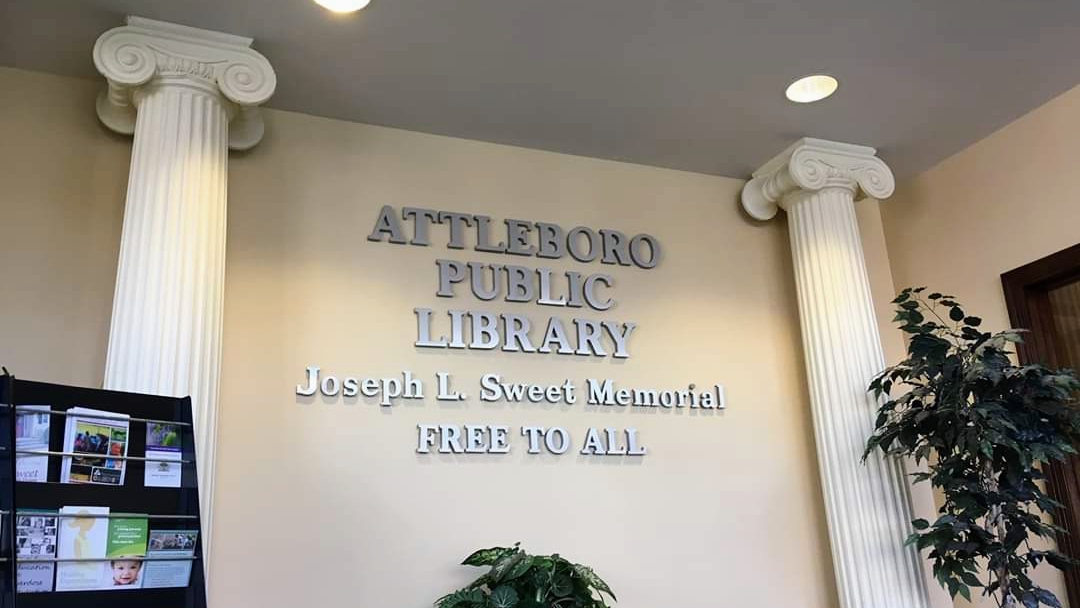 ATTLEBORO
PUBLIC
LIBRARY
Joseph L. Sweet Memorial
FREE TO ALL